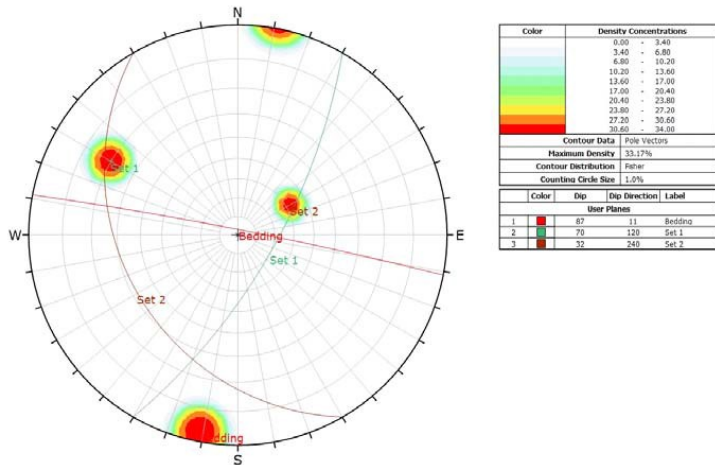 N
Set 1
Set 2
W
Bedding
E
Set 1
Set 2
dding
S
Color Density Concentrations
0.00 - 3.40
3.40 - 6.80
6.80 - 10.20
10.20 - 13.60
13.60 - 17.00
17.00 - 20.40
20.40 - 23.80
23.80 - 27.20
27.20 - 30.60
30.60 - 34.00
Contour Data Pole Vectors
Maximum Density 33.17%
Contour Distribution Fisher
Counting Circle Size 1.0%
Color Dip Dip Direction Label
User Planes
1 87 11 Bedding
2 70 120 Set 1
3 32 240 Set 2